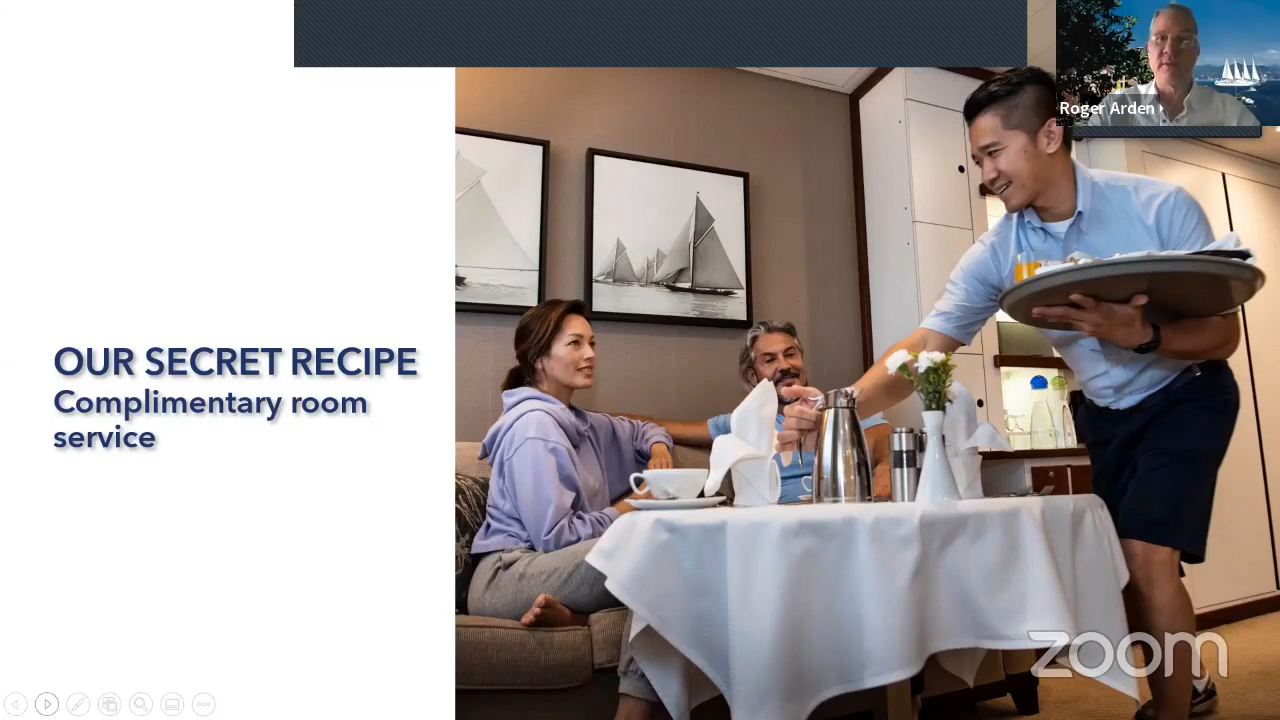 Roger Arden
OUR SECRET RECIPE
Complimentary room
service
zoom